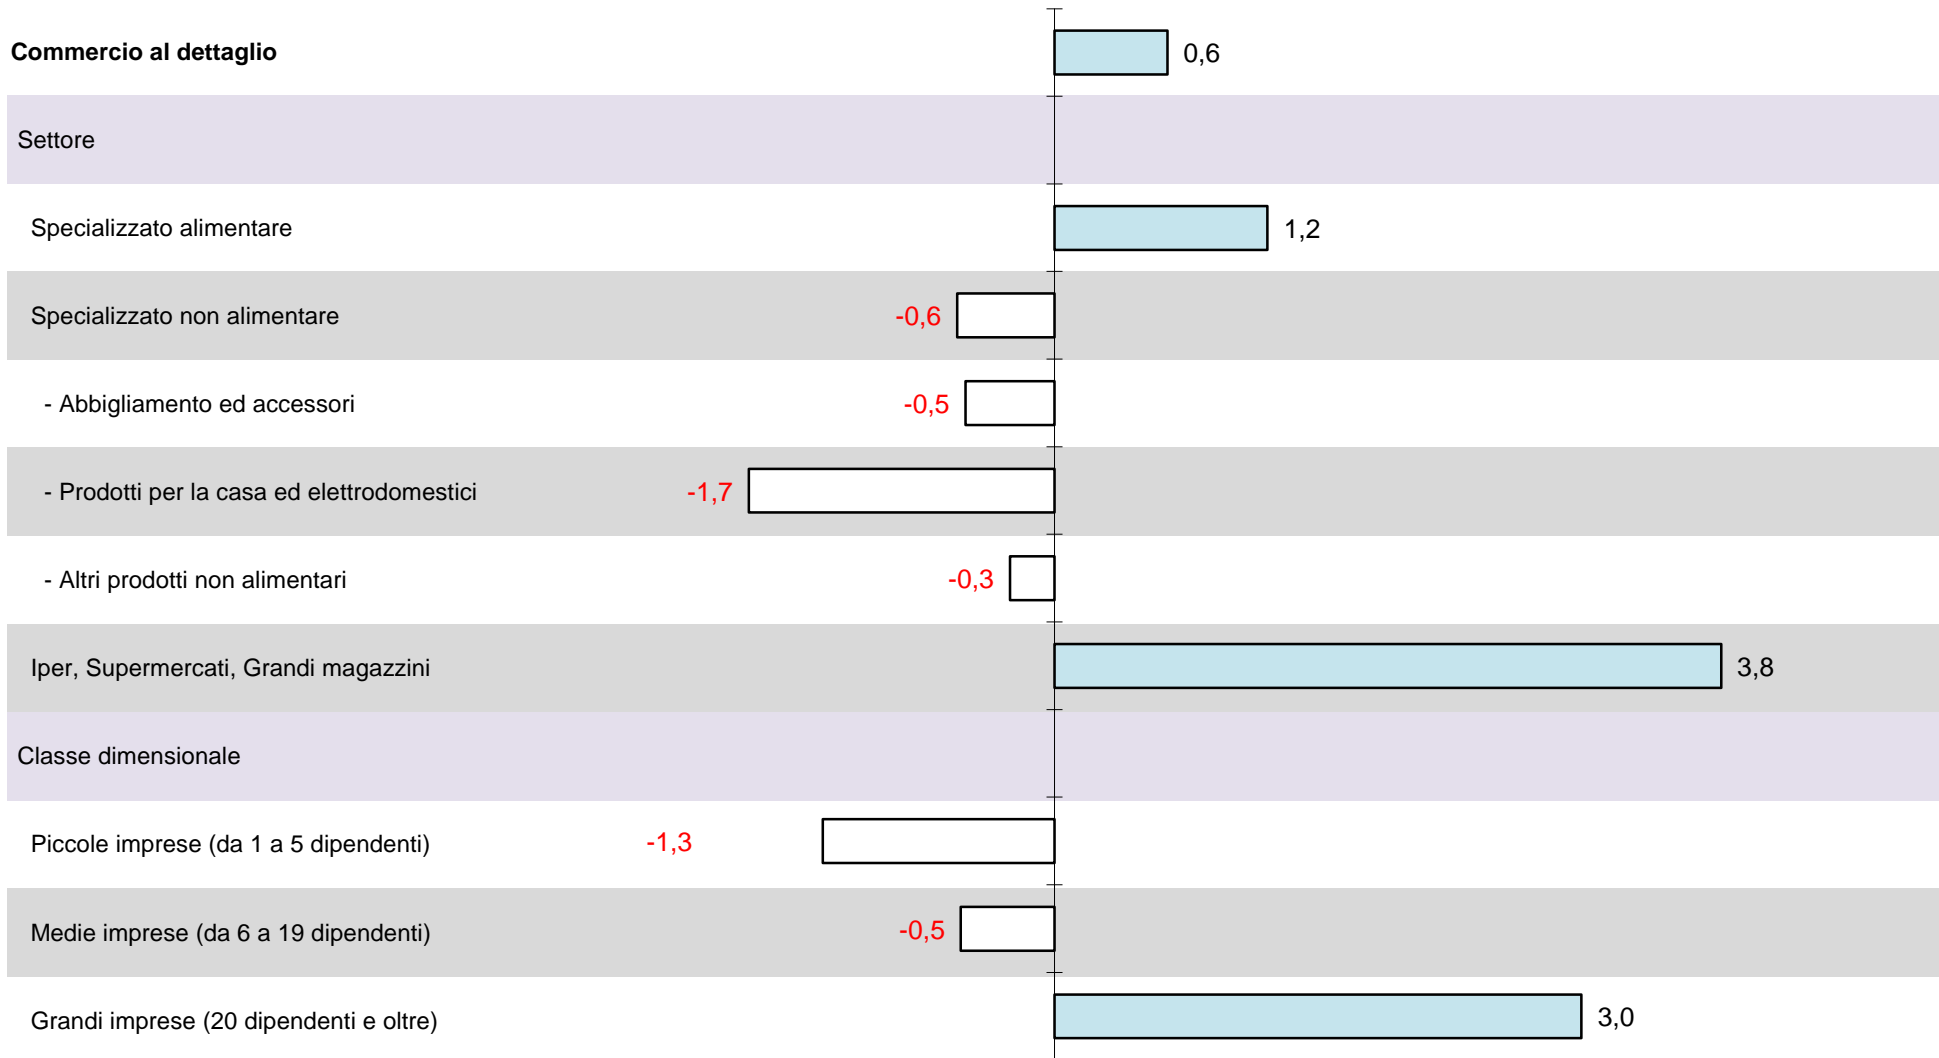 Commercio al dettaglio 0,6
Settore
Specializzato alimentare 1,2
Specializzato non alimentare -0,6
- Abbigliamento ed accessori -0,5
- Prodotti per la casa ed elettrodomestici -1,7
- Altri prodotti non alimentari -0,3
Iper, Supermercati, Grandi magazzini 3,8
Classe dimensionale
Piccole imprese (da 1 a 5 dipendenti) -1,3
Medie imprese (da 6 a 19 dipendenti) -0,5
Grandi imprese (20 dipendenti e oltre) 3,0